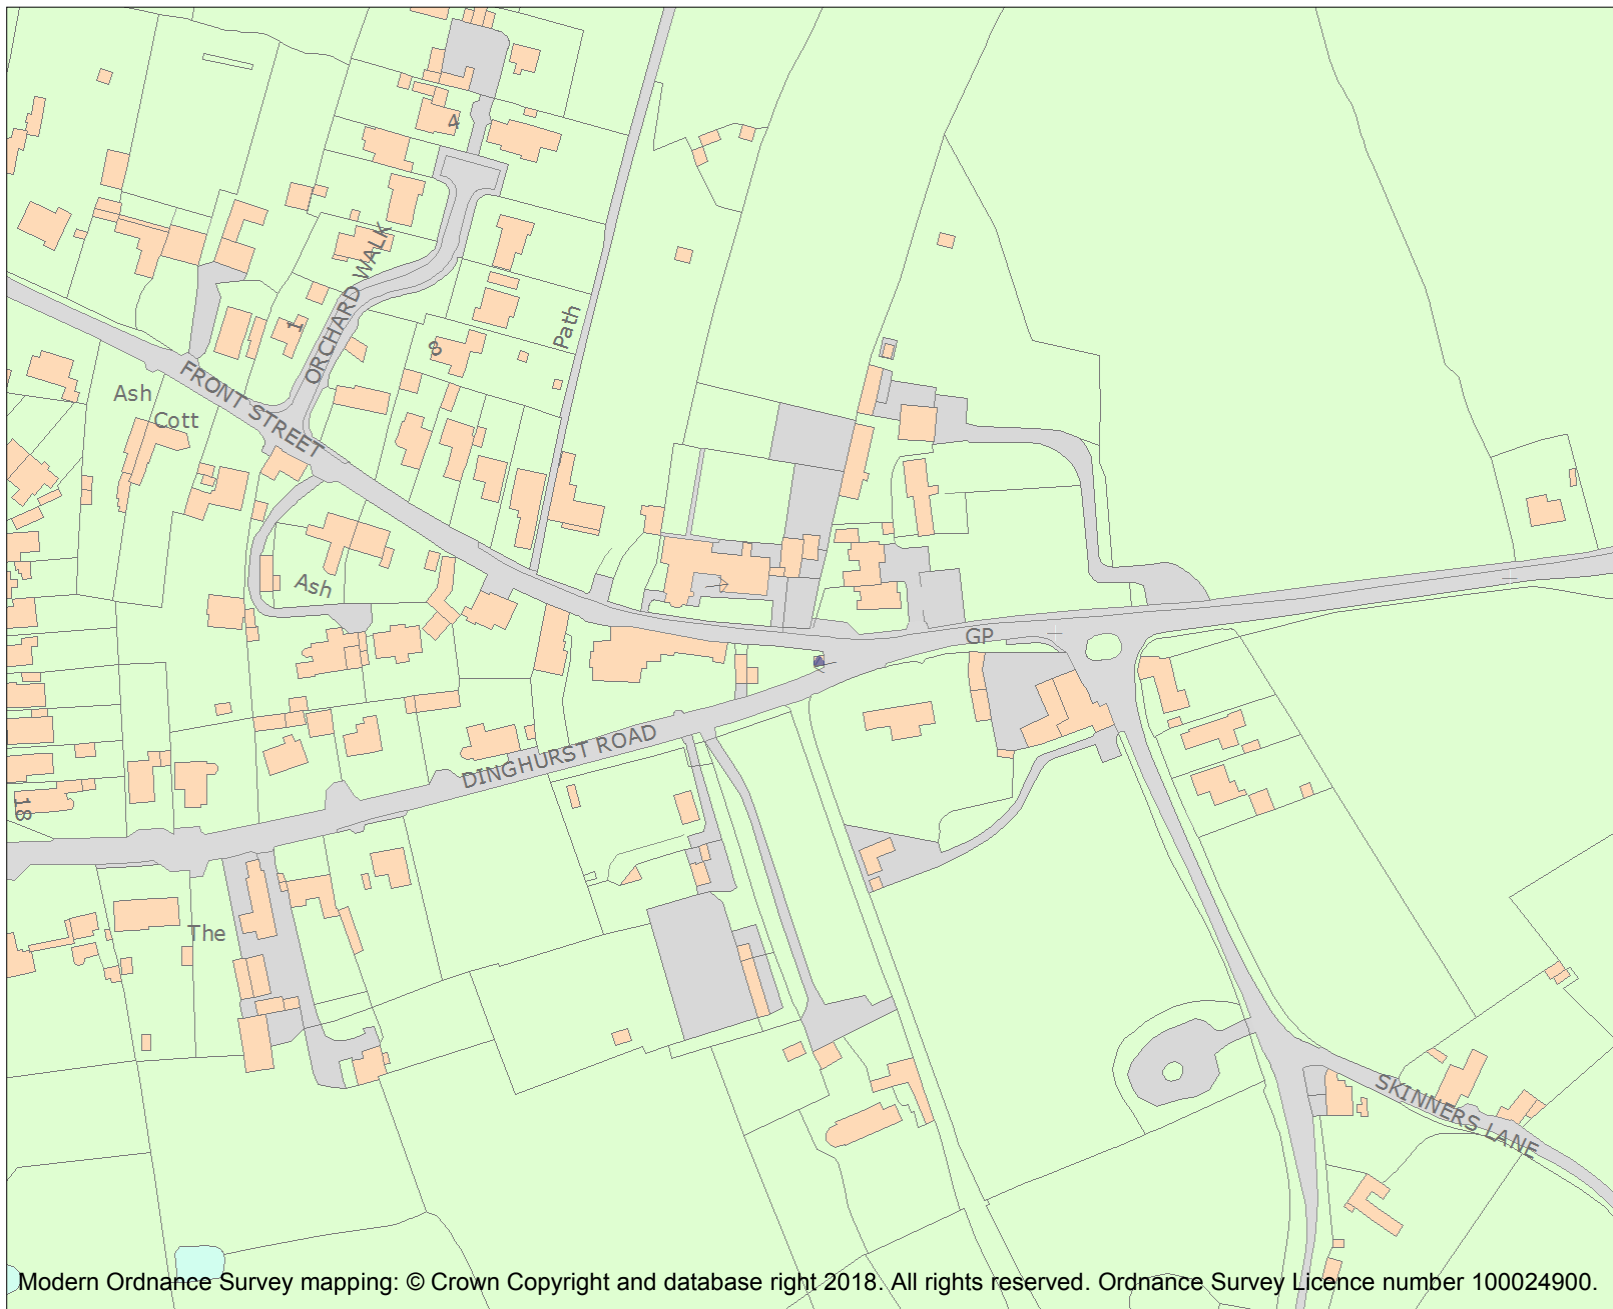 4
ORCHARD WALK
1
8
Path
FRONT STREET
Ash
Cott
Ash
GP
DINGHURST ROAD
18
The
SKINNERS LANE
Modern Ordnance Survey mapping: © Crown Copyright and database right 2018. All rights reserved. Ordnance Survey Licence number 100024900.